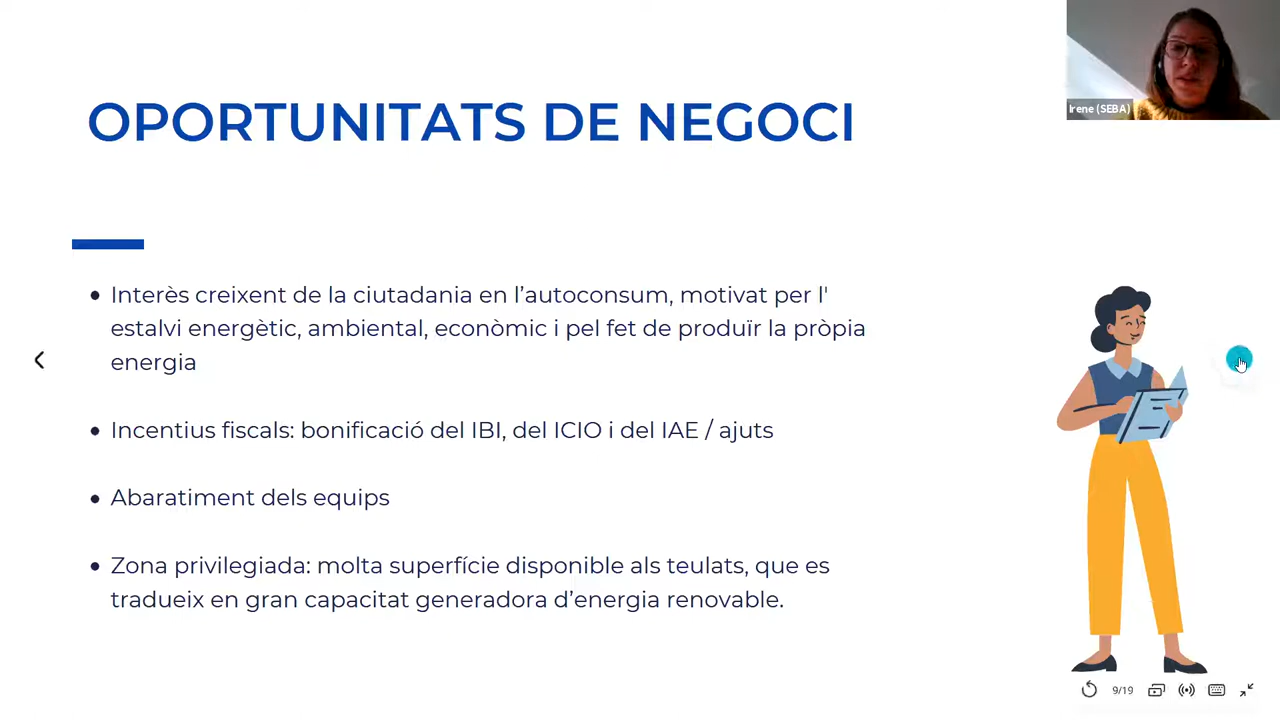 Irene (SEBA)
OPORTUNITATS DE NEGOCI
• Interès creixent de la ciutadania en l’autoconsum, motivat per l'
estalvi energètic, ambiental, econòmic i pel fet de produïr la pròpia
energia
• Incentius fiscals: bonificació del IBI, del ICIO i del IAE / ajuts
• Abaratiment dels equips
• Zona privilegiada: molta superfície disponible als teulats, que es
tradueix en gran capacitat generadora d’energia renovable.
9/19